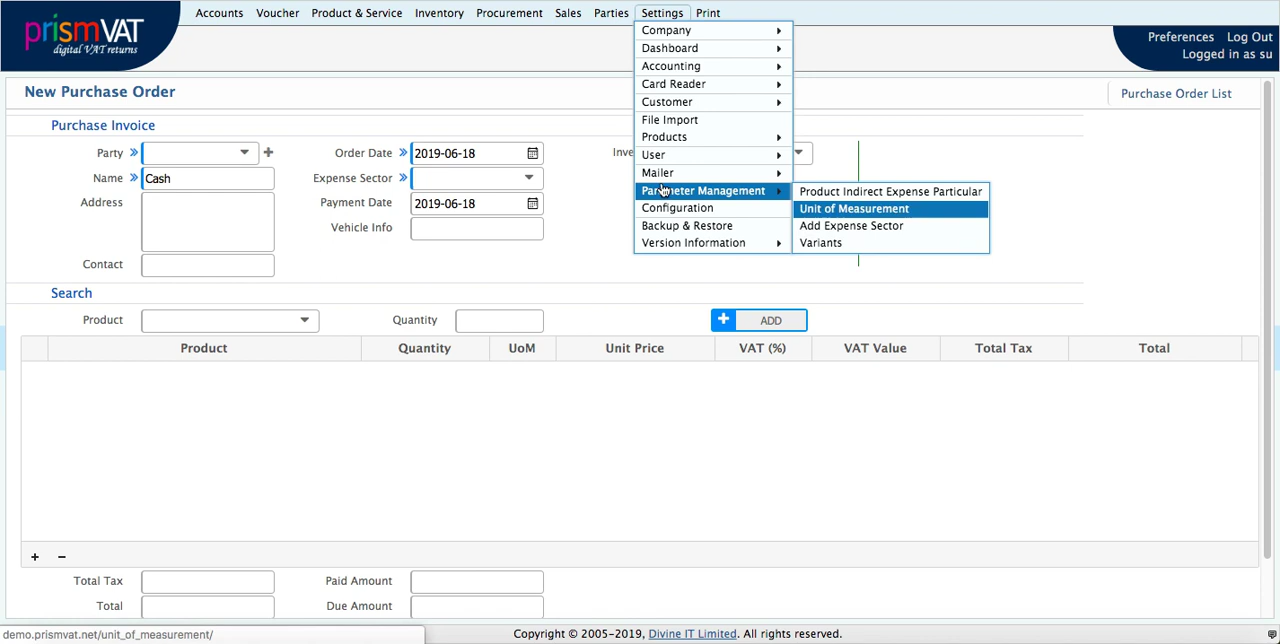 prismVAT
digital VAT returns
Accounts Voucher Product & Service Inventory Procurement Sales Parties Settings Print
Preferences Log Out
Logged in as su
Company
Dashboard
Accounting
Card Reader
Customer
File Import
Products
User
Mailer
Parameter Management
Configuration
Backup & Restore
Version Information
Product Indirect Expense Particular
Unit of Measurement
Add Expense Sector
Variants
New Purchase Order
Purchase Order List
Purchase Invoice
Party » Order Date » 2019-06-18
Name » Cash Expense Sector »
Address Payment Date 2019-06-18
Vehicle Info
Contact
Search
Product Quantity + ADD
Product Quantity UoM Unit Price VAT (%) VAT Value Total Tax Total
+ −
Total Tax Paid Amount
Total Due Amount
demo.prismvat.net/unit_of_measurement/
Copyright © 2005-2019, Divine IT Limited. All rights reserved.